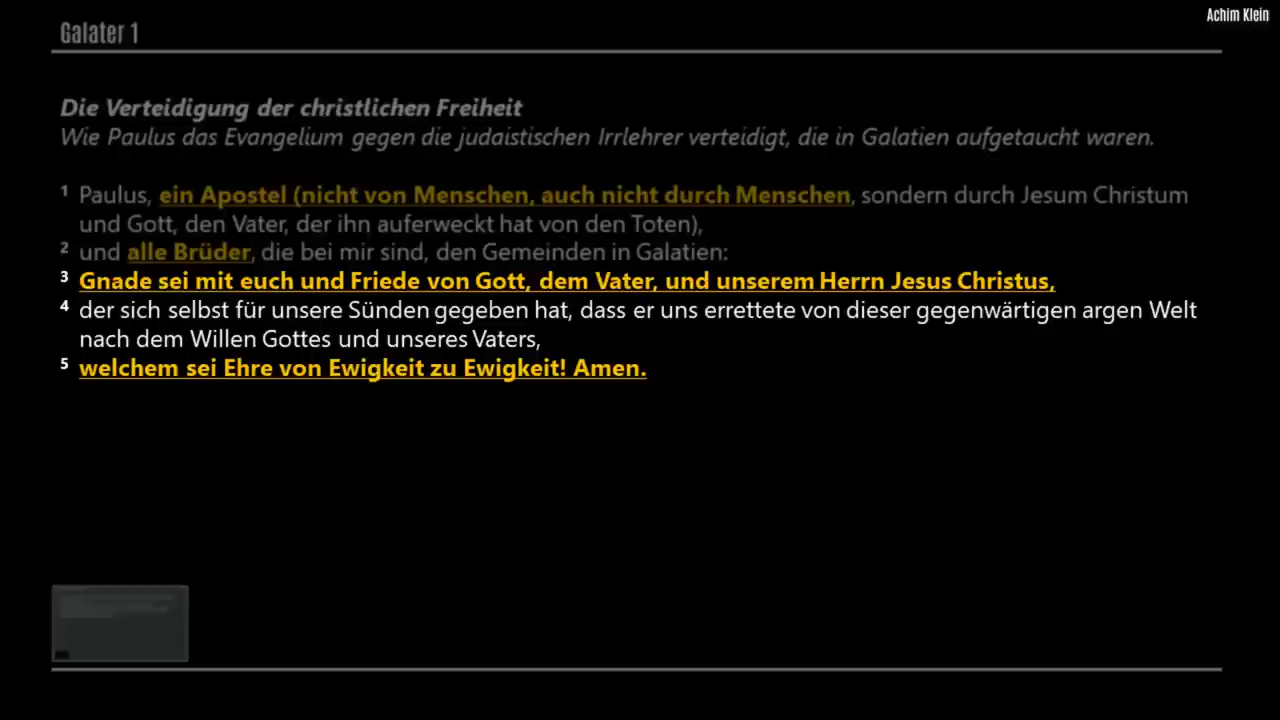 Achim Klein
Galater 1
Die Verteidigung der christlichen Freiheit
Wie Paulus das Evangelium gegen die judaistischen Irrlehrer verteidigt, die in Galatien aufgetaucht waren.
1 Paulus, ein Apostel (nicht von Menschen, auch nicht durch Menschen, sondern durch Jesum Christum
und Gott, den Vater, der ihn auferweckt hat von den Toten),
2 und alle Brüder, die bei mir sind, den Gemeinden in Galatien:
3 Gnade sei mit euch und Friede von Gott, dem Vater, und unserem Herrn Jesus Christus,
4 der sich selbst für unsere Sünden gegeben hat, dass er uns errettete von dieser gegenwärtigen argen Welt
nach dem Willen Gottes und unseres Vaters,
5 welchem sei Ehre von Ewigkeit zu Ewigkeit! Amen.